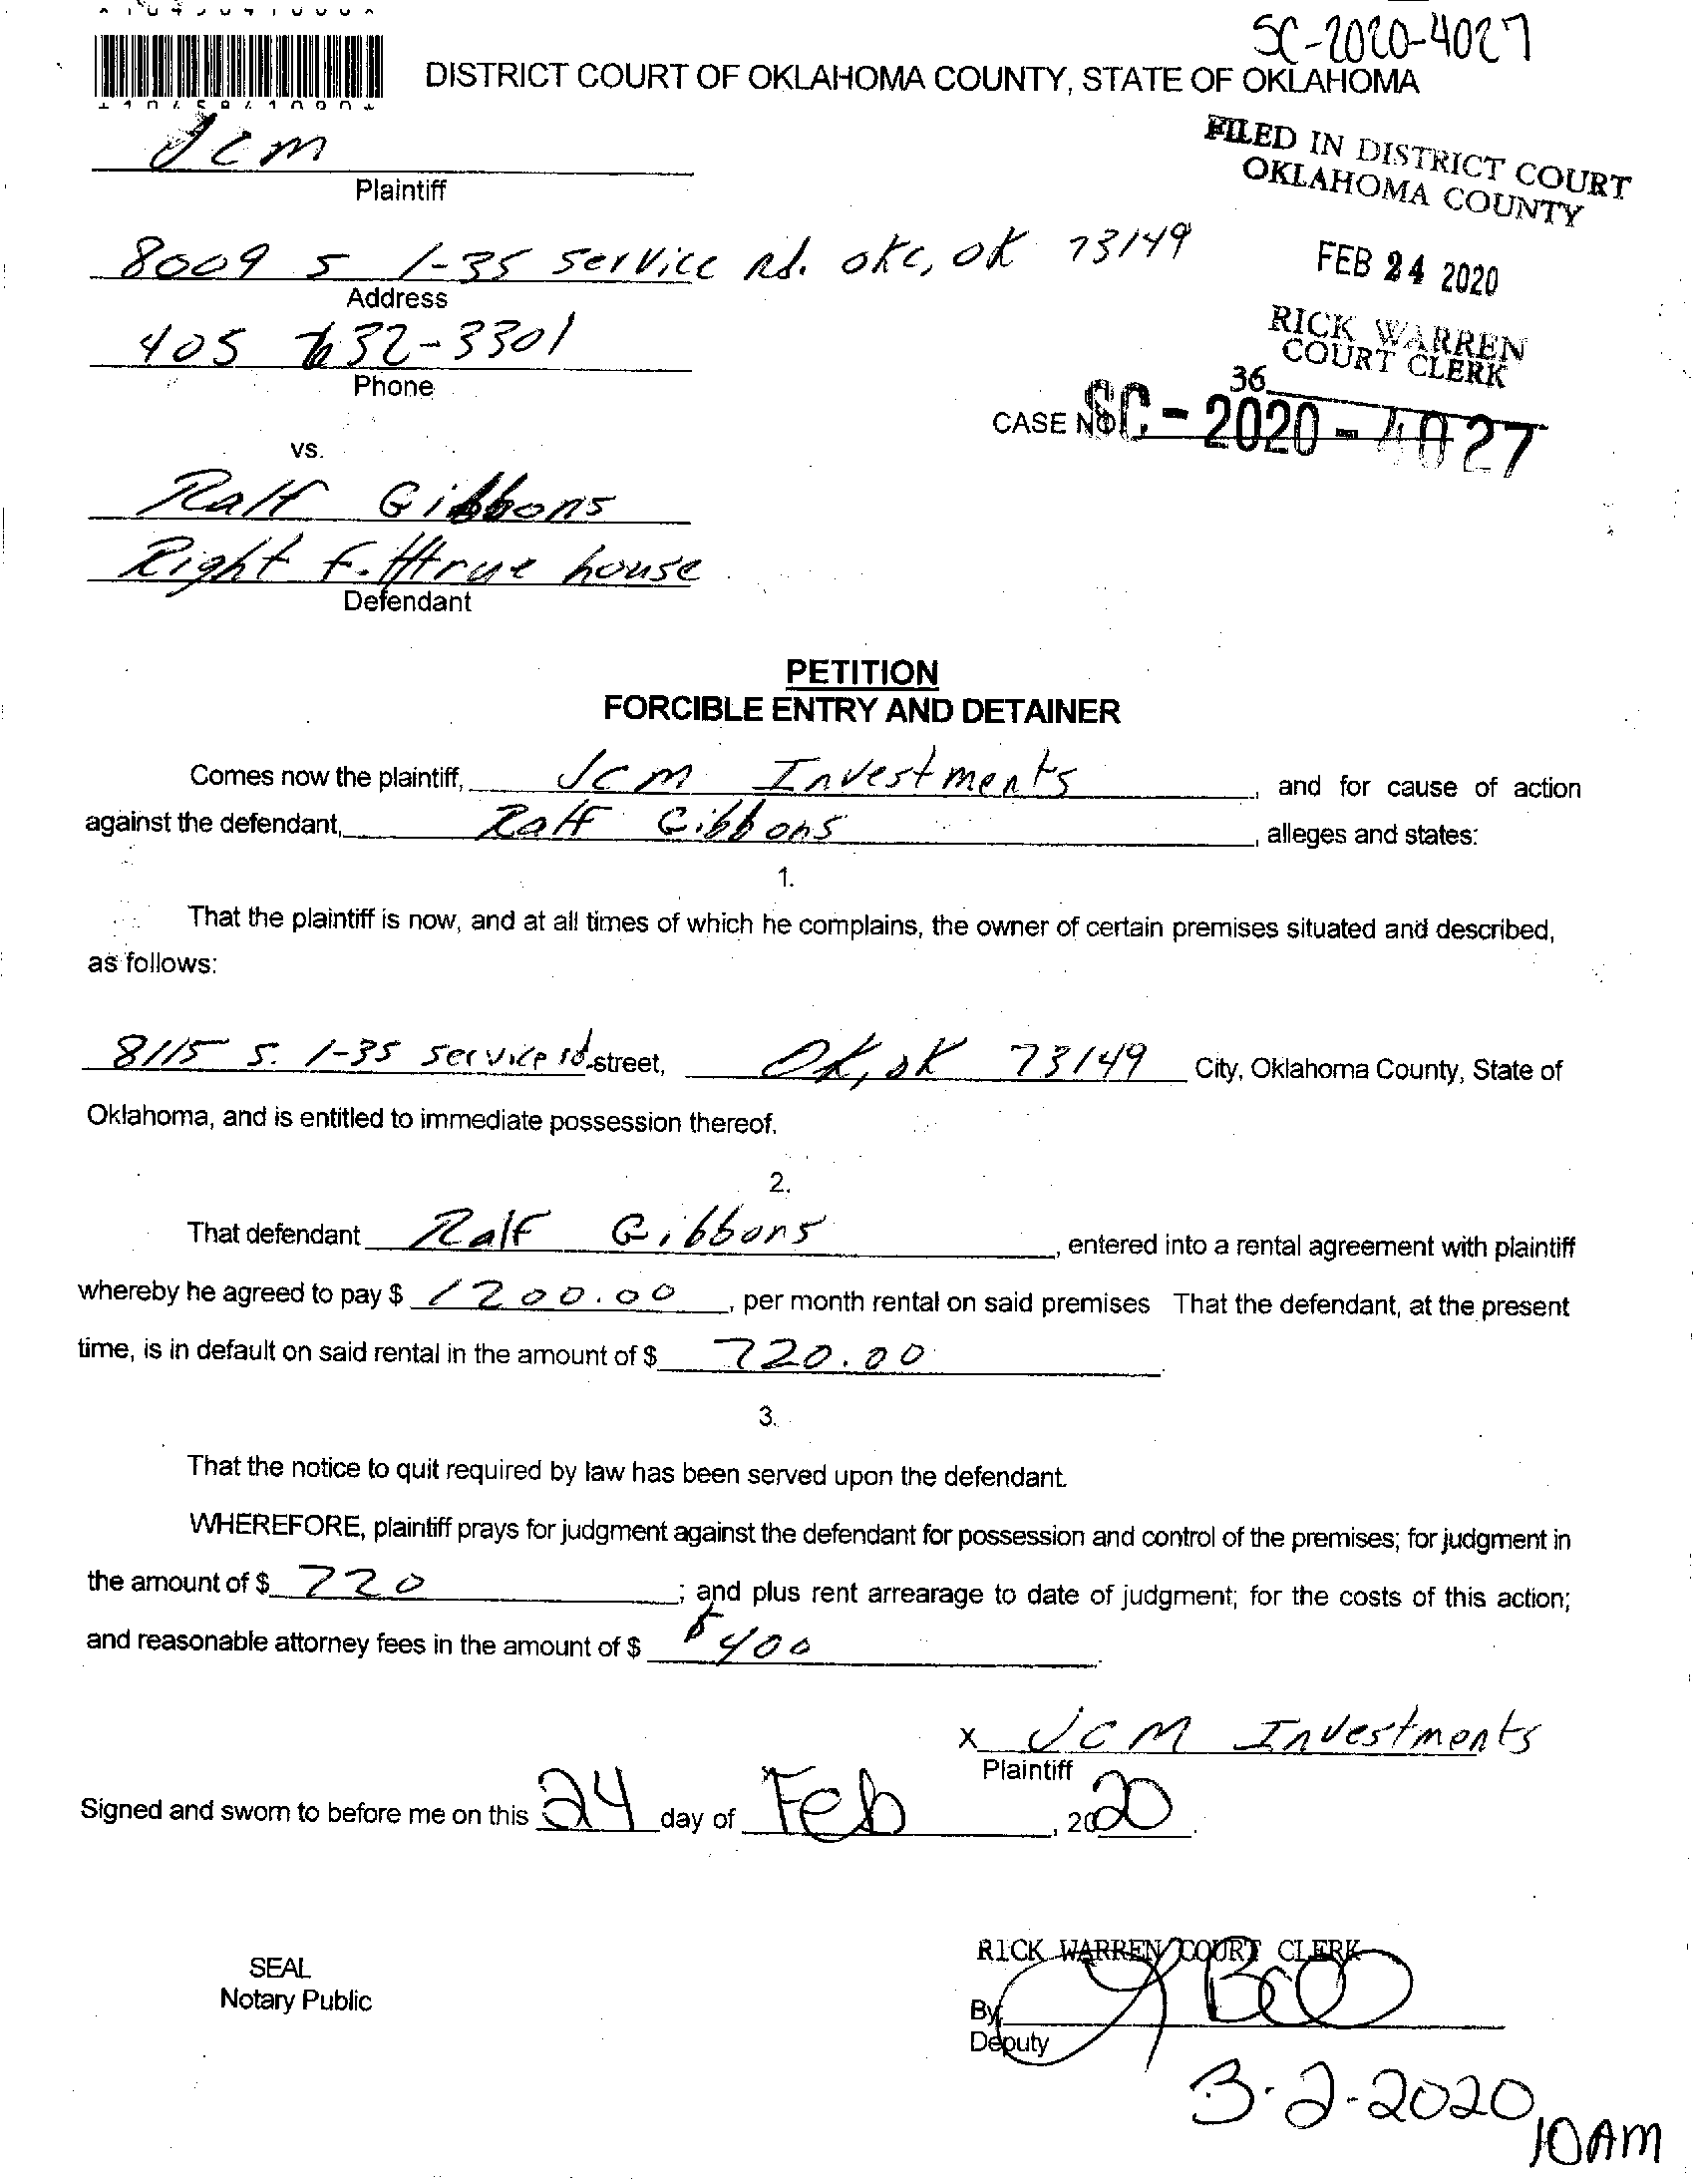 SC-2020-4027
DISTRICT COURT OF OKLAHOMA COUNTY, STATE OF OKLAHOMA
JCM
Plaintiff
FILED IN DISTRICT COURT
OKLAHOMA COUNTY
8009 S I-35 Service Rd. okc, ok 73149
Address
FEB 24 2020
405 632-3301
Phone
RICK WARREN
COURT CLERK
36
CASE NO. SC-2020-4027
vs.
Ralf Gibbons
Right house
Defendant
PETITION
FORCIBLE ENTRY AND DETAINER
Comes now the plaintiff, JCM Investments, and for cause of action
against the defendant, Ralf Gibbons, alleges and states:
1.
That the plaintiff is now, and at all times of which he complains, the owner of certain premises situated and described,
as follows:
8115 S. I-35 Service rd street, Ok, ok 73149 City, Oklahoma County, State of
Oklahoma, and is entitled to immediate possession thereof.
2.
That defendant Ralf Gibbons, entered into a rental agreement with plaintiff
whereby he agreed to pay $ 1200.00, per month rental on said premises That the defendant, at the present
time, is in default on said rental in the amount of $ 720.00.
3.
That the notice to quit required by law has been served upon the defendant.
WHEREFORE, plaintiff prays for judgment against the defendant for possession and control of the premises; for judgment in
the amount of $ 720; and plus rent arrearage to date of judgment; for the costs of this action;
and reasonable attorney fees in the amount of $ $400.
X JCM Investments
Plaintiff
Signed and sworn to before me on this 24 day of Feb, 2020.
RICK WARREN COURT CLERK
SEAL
Notary Public
By
Deputy
3-2-2020
10AM